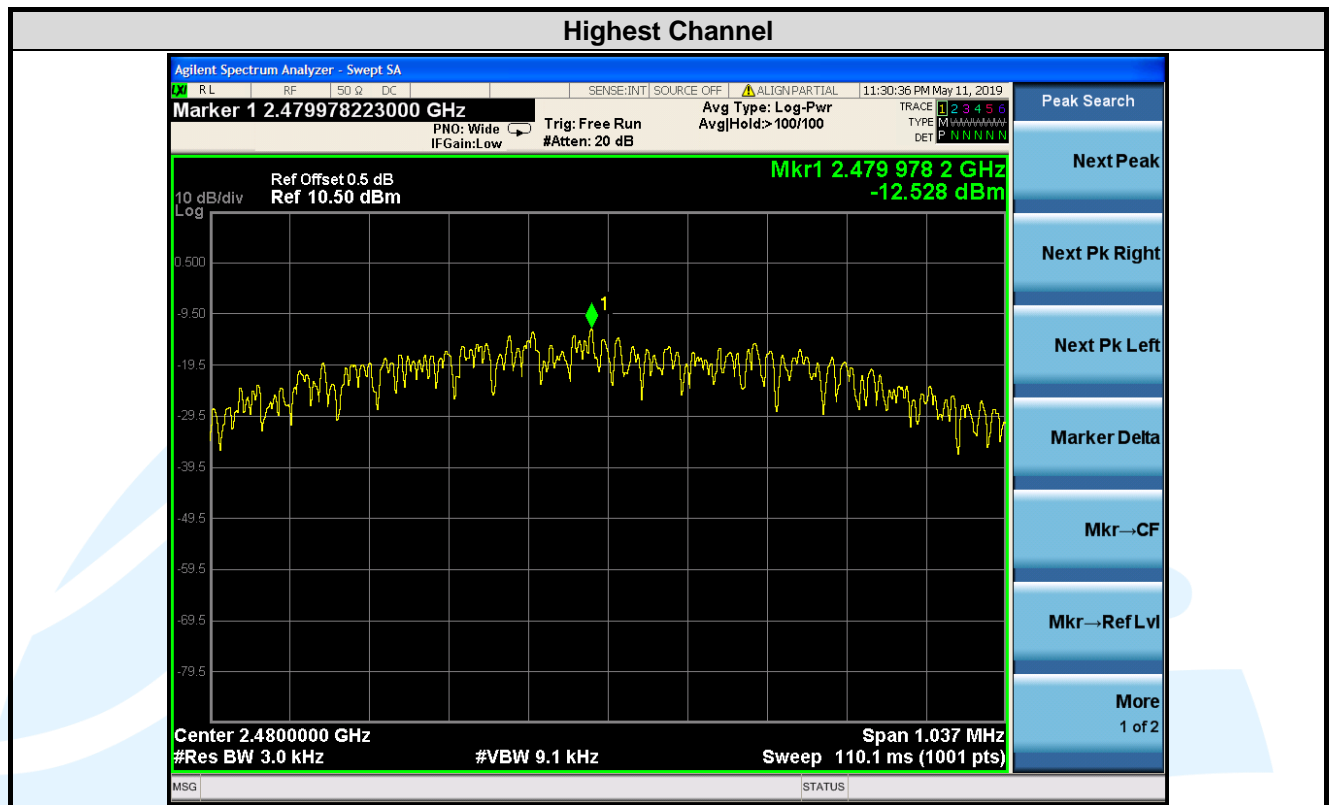 Highest Channel
Agilent Spectrum Analyzer - Swept SA
LXI RL RF 50 Ω DC SENSE:INT SOURCE OFF ALIGN PARTIAL 11:30:36 PM May 11, 2019
Marker 1 2.479978223000 GHz
PNO: Wide
IFGain:Low
Trig: Free Run
#Atten: 20 dB
Avg Type: Log-Pwr
Avg|Hold:>100/100
TRACE 1 2 3 4 5 6
TYPE M WWWWW
DET P N N N N N
Peak Search
Mkr1 2.479 978 2 GHz
-12.528 dBm
Ref Offset 0.5 dB
10 dB/div Ref 10.50 dBm
Log
0.500
-9.50
-19.5
-29.5
-39.5
-49.5
-59.5
-69.5
-79.5
1
Center 2.4800000 GHz Span 1.037 MHz
#Res BW 3.0 kHz #VBW 9.1 kHz Sweep 110.1 ms (1001 pts)
Next Peak
Next Pk Right
Next Pk Left
Marker Delta
Mkr→CF
Mkr→Ref Lvl
More
1 of 2
MSG STATUS